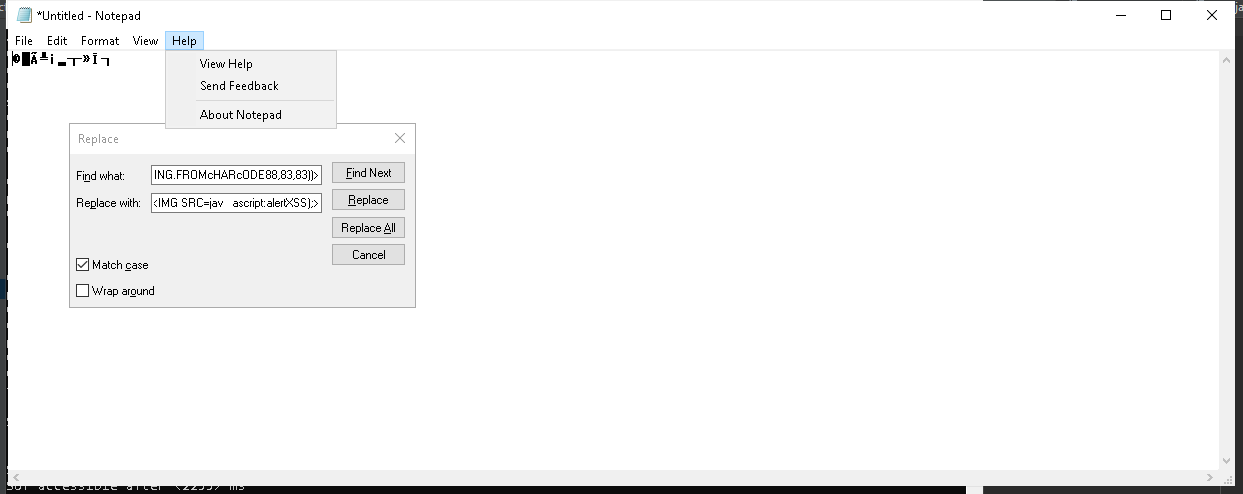 *Untitled - Notepad
File Edit Format View Help
View Help
Send Feedback
About Notepad
Replace
Find what: ING.FROMcHARcODE88,83,83))> Find Next
Replace with: <IMG SRC=jav   ascript:alertXSS);> Replace
Replace All
Cancel
Match case
Wrap around
accessible after <2253> ms